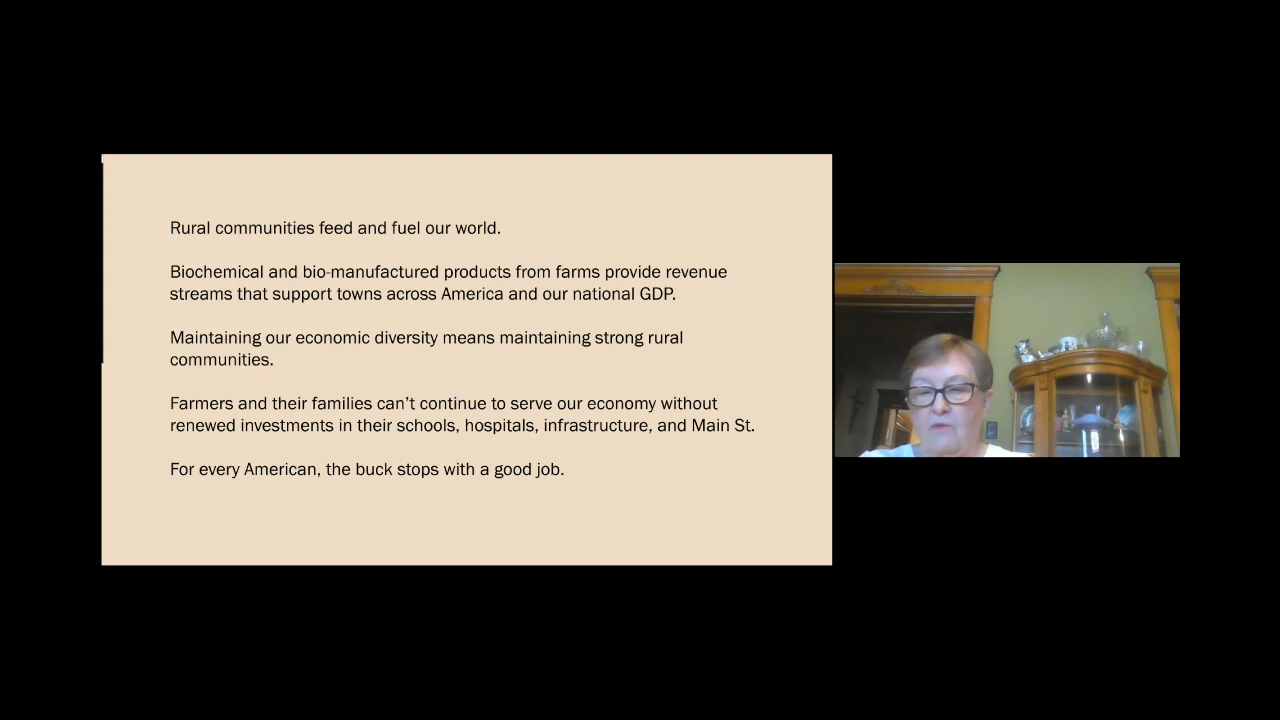 Rural communities feed and fuel our world.
Biochemical and bio-manufactured products from farms provide revenue
streams that support towns across America and our national GDP.
Maintaining our economic diversity means maintaining strong rural
communities.
Farmers and their families can’t continue to serve our economy without
renewed investments in their schools, hospitals, infrastructure, and Main St.
For every American, the buck stops with a good job.